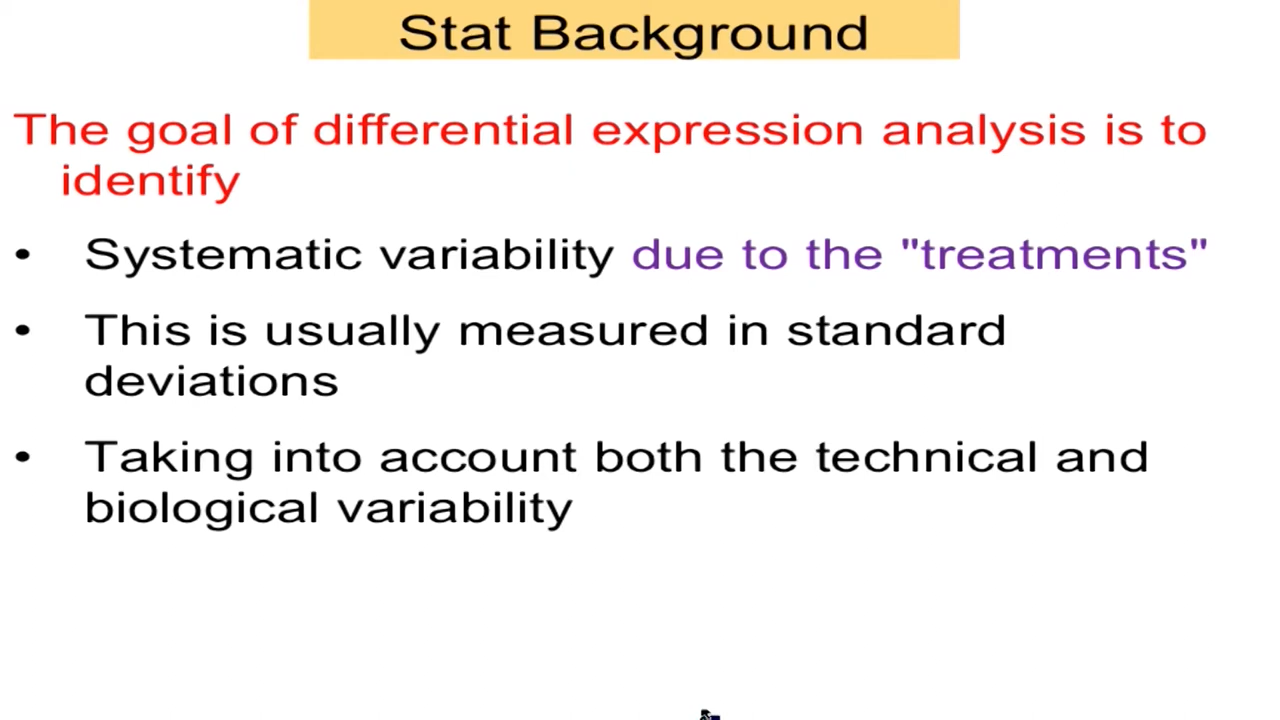 Stat Background
The goal of differential expression analysis is to
identify
• Systematic variability due to the "treatments"
• This is usually measured in standard
deviations
• Taking into account both the technical and
biological variability